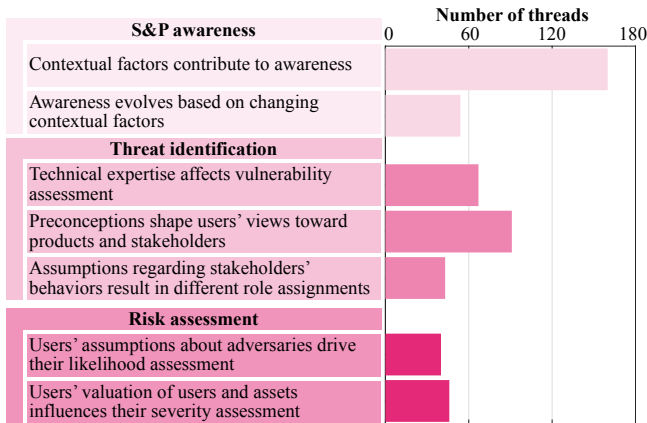 Number of threads
S&P awareness
0 60 120 180
Contextual factors contribute to awareness
Awareness evolves based on changing
contextual factors
Threat identification
Technical expertise affects vulnerability
assessment
Preconceptions shape users' views toward
products and stakeholders
Assumptions regarding stakeholders'
behaviors result in different role assignments
Risk assessment
Users' assumptions about adversaries drive
their likelihood assessment
Users' valuation of users and assets
influences their severity assessment